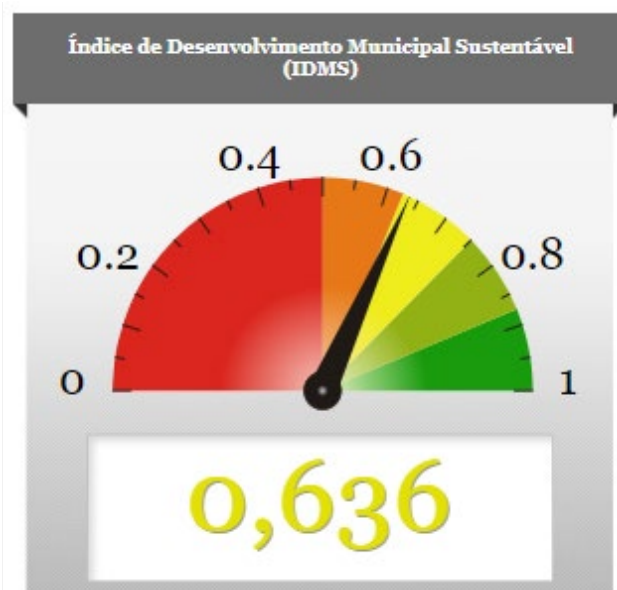 Índice de Desenvolvimento Municipal Sustentável
(IDMS)
0.4 0.6
0.2 0.8
0 1
0,636